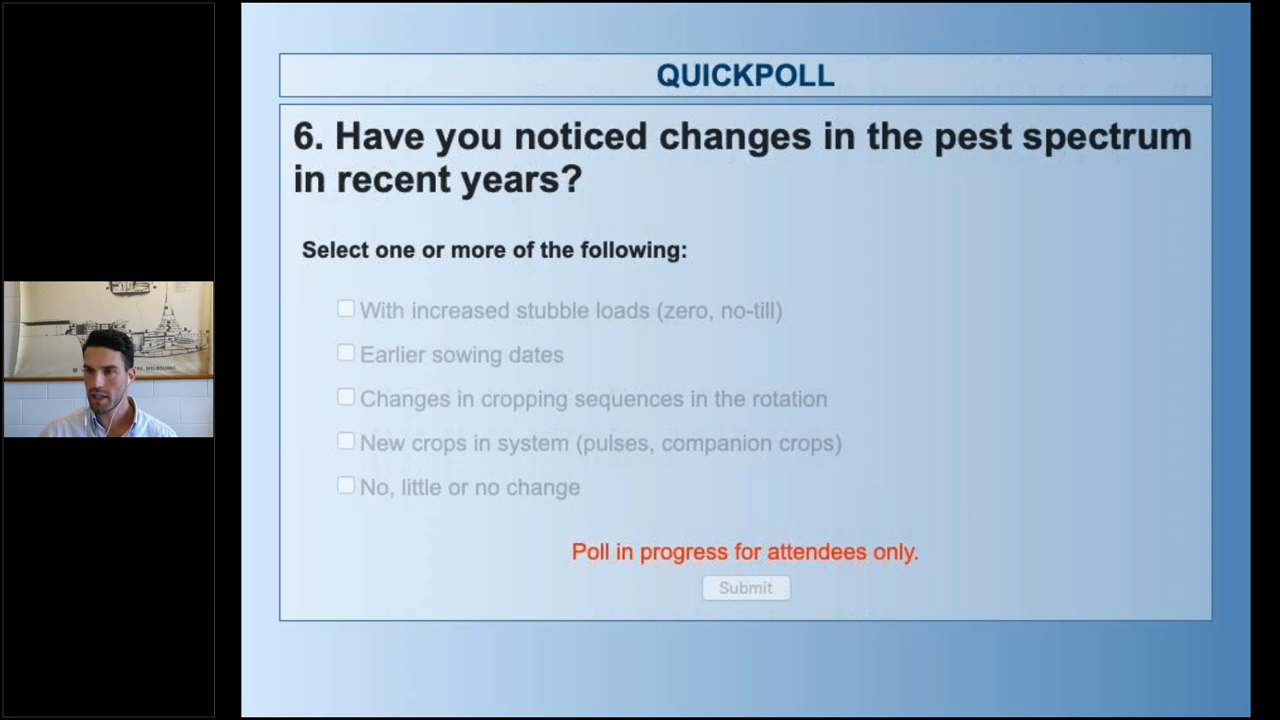 QUICKPOLL
6. Have you noticed changes in the pest spectrum
in recent years?
Select one or more of the following:
With increased stubble loads (zero, no-till)
Earlier sowing dates
Changes in cropping sequences in the rotation
New crops in system (pulses, companion crops)
No, little or no change
Poll in progress for attendees only.
Submit
MELBOURNE